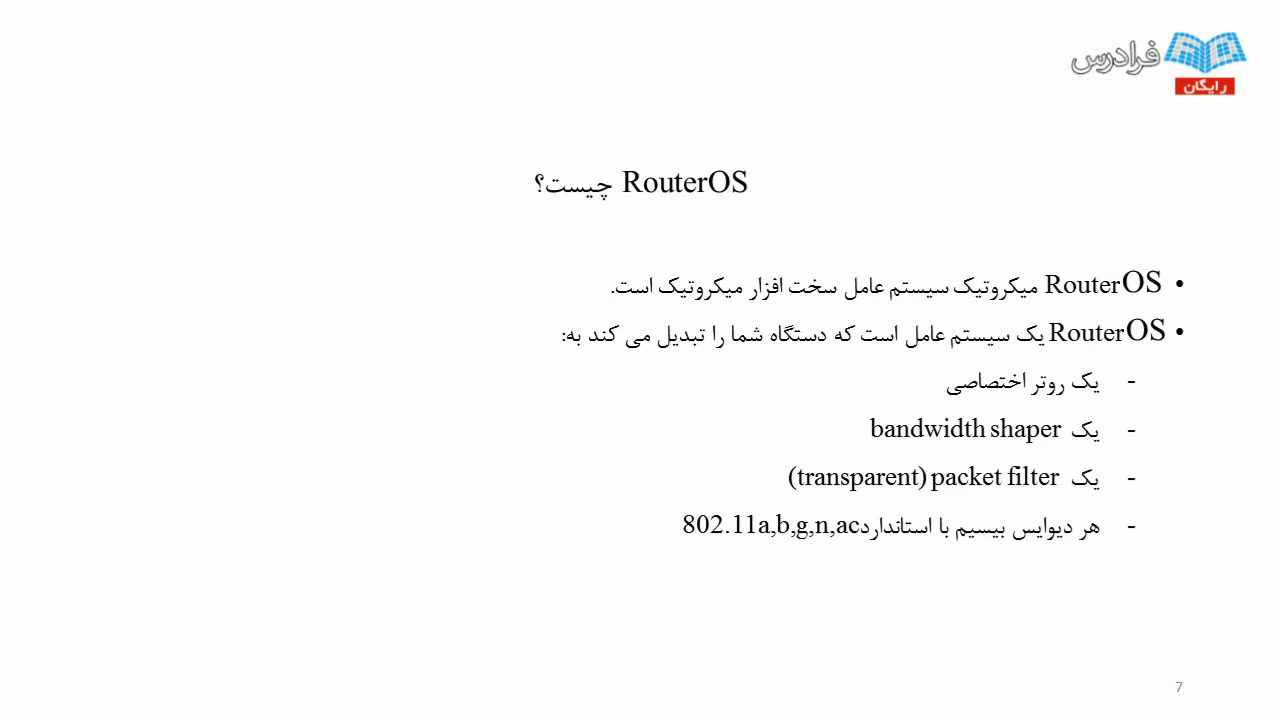 فرادرس
رایگان
RouterOS چیست؟
• RouterOS میکروتیک سیستم عامل سخت افزار میکروتیک است.
• RouterOS یک سیستم عامل است که دستگاه شما را تبدیل می کند به:
- یک روتر اختصاصی
- یک bandwidth shaper
- یک (transparent) packet filter
- هر دیوایس بیسیم با استاندارد802.11a,b,g,n,ac
7